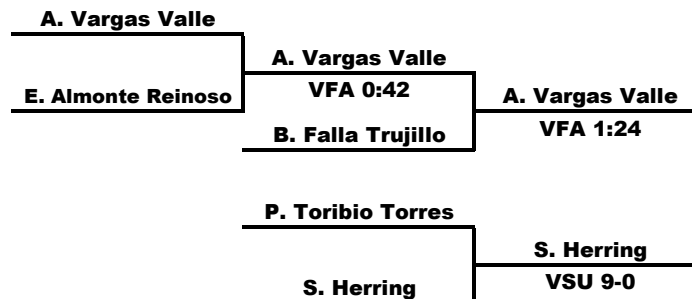 A. Vargas Valle
A. Vargas Valle
E. Almonte Reinoso
VFA 0:42
A. Vargas Valle
B. Falla Trujillo
VFA 1:24
P. Toribio Torres
S. Herring
S. Herring
VSU 9-0